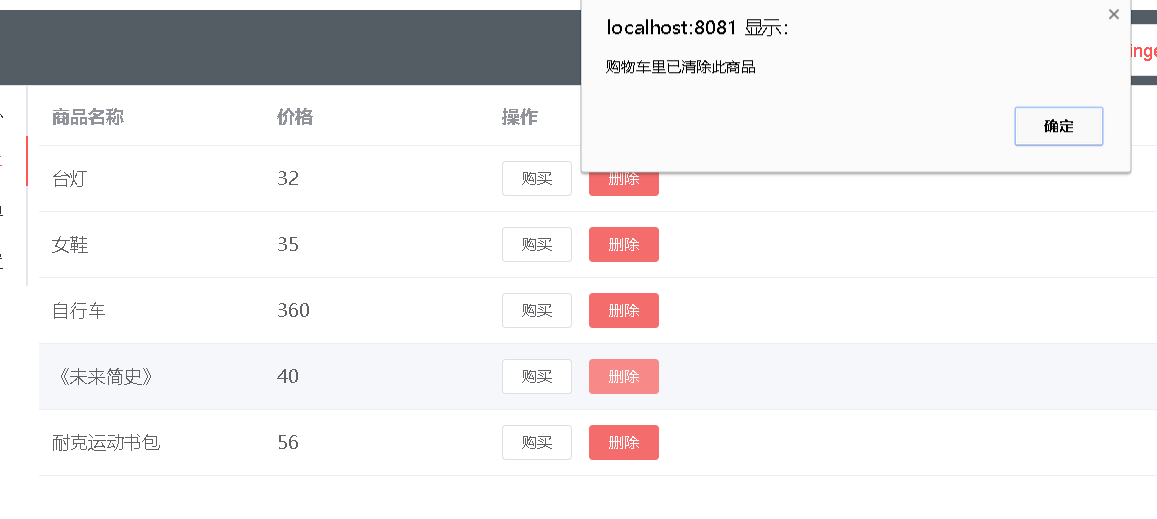 localhost:8081 显示：
购物车里已清除此商品
确定
商品名称 价格 操作
台灯 32 购买 删除
女鞋 35 购买 删除
自行车 360 购买 删除
《未来简史》 40 购买 删除
耐克运动书包 56 购买 删除